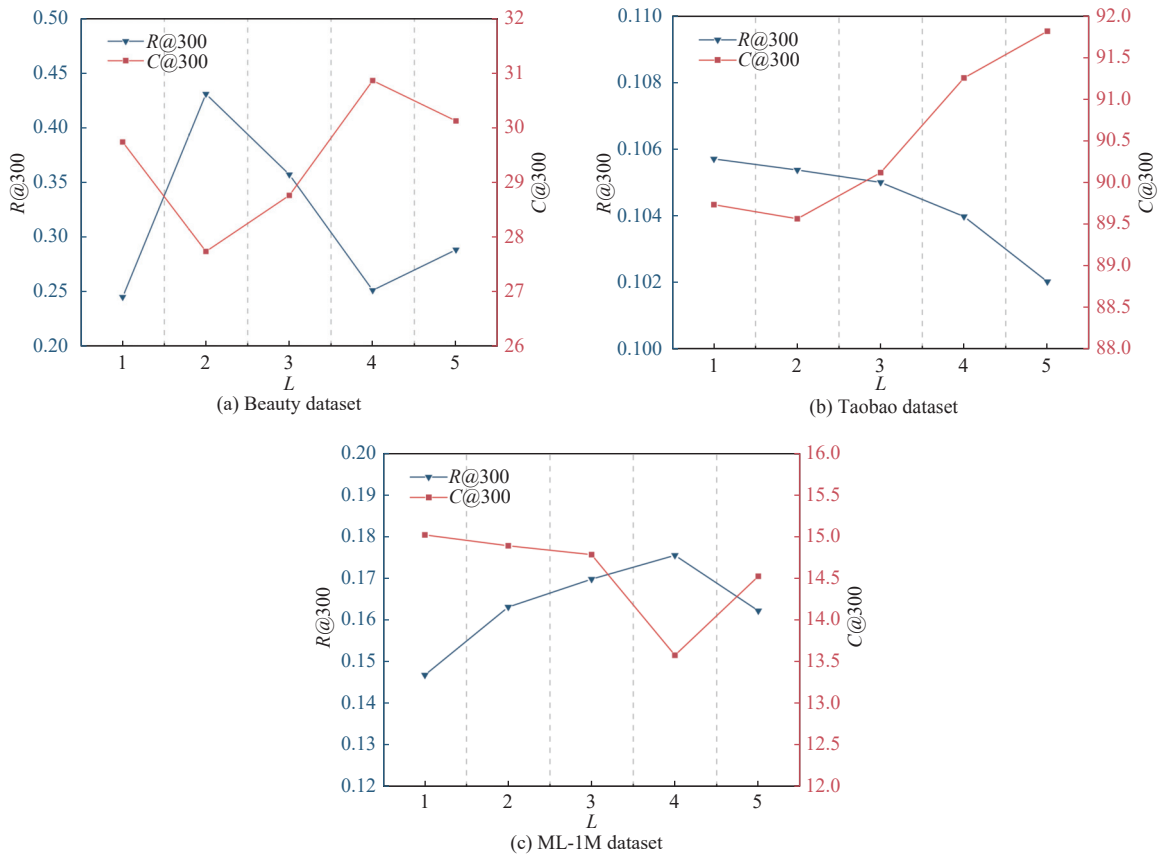 0.50
0.45
0.40
0.35
0.30
0.25
0.20
R@300
R@300
C@300
32
31
30
29
28
27
26
C@300
1 2 3 4 5
L
(a) Beauty dataset
0.110
0.108
0.106
0.104
0.102
0.100
R@300
R@300
C@300
92.0
91.5
91.0
90.5
90.0
89.5
89.0
88.5
88.0
C@300
1 2 3 4 5
L
(b) Taobao dataset
0.20
0.19
0.18
0.17
0.16
0.15
0.14
0.13
0.12
R@300
R@300
C@300
16.0
15.5
15.0
14.5
14.0
13.5
13.0
12.5
12.0
C@300
1 2 3 4 5
L
(c) ML-1M dataset